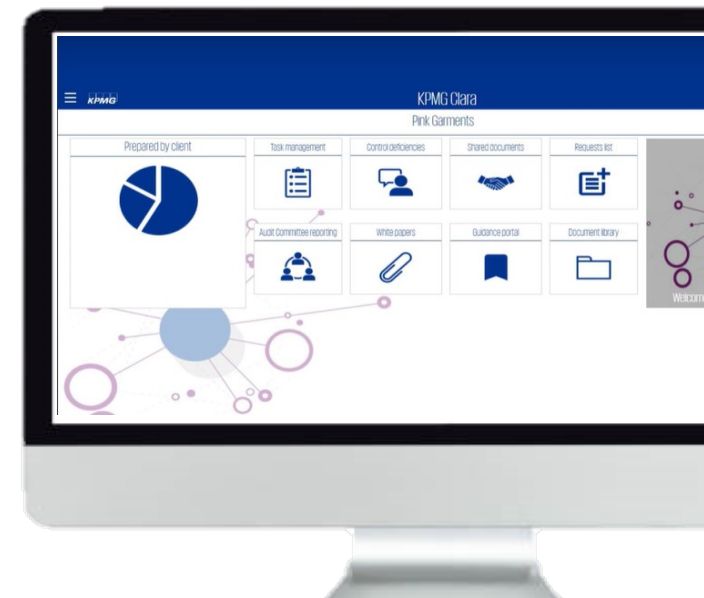 KPMG
KPMG Clara
Pink Garments
Prepared by client
Task management
Control deficiencies
Shared documents
Requests list
Audit Committee reporting
White papers
Guidance portal
Document library
Welcom